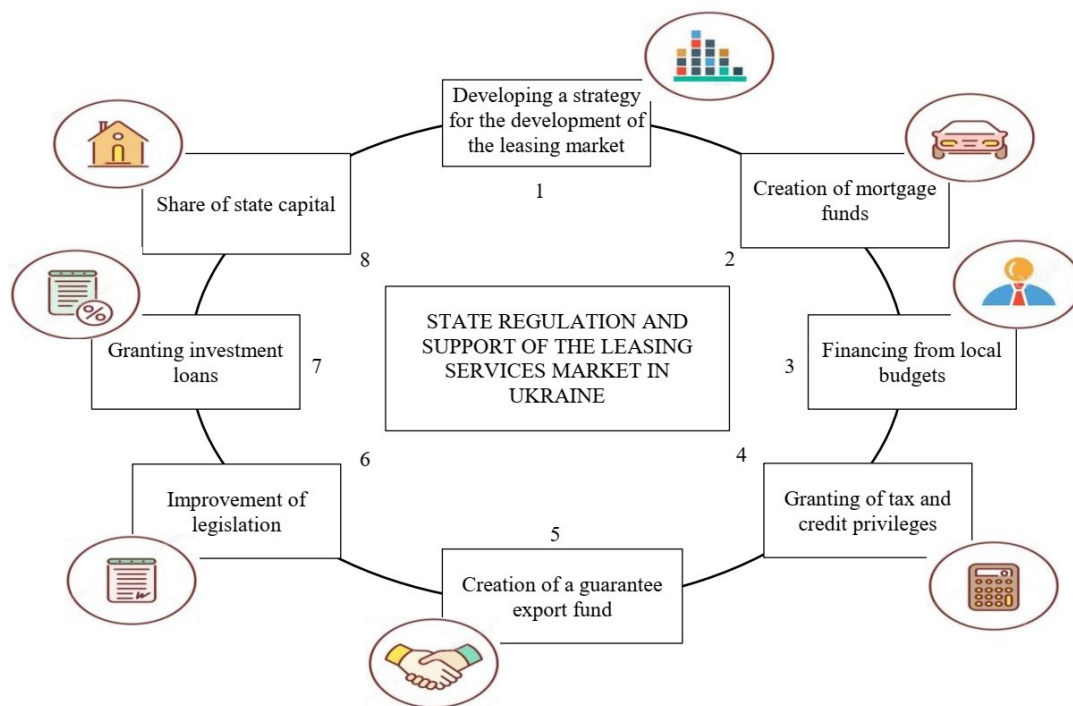 Developing a strategy
for the development of
the leasing market
1
Creation of mortgage
funds
2
Financing from local
budgets
3
Granting of tax and
credit privileges
4
Creation of a guarantee
export fund
5
Improvement of
legislation
6
Granting investment
loans
7
%
Share of state capital
8
STATE REGULATION AND
SUPPORT OF THE LEASING
SERVICES MARKET IN
UKRAINE